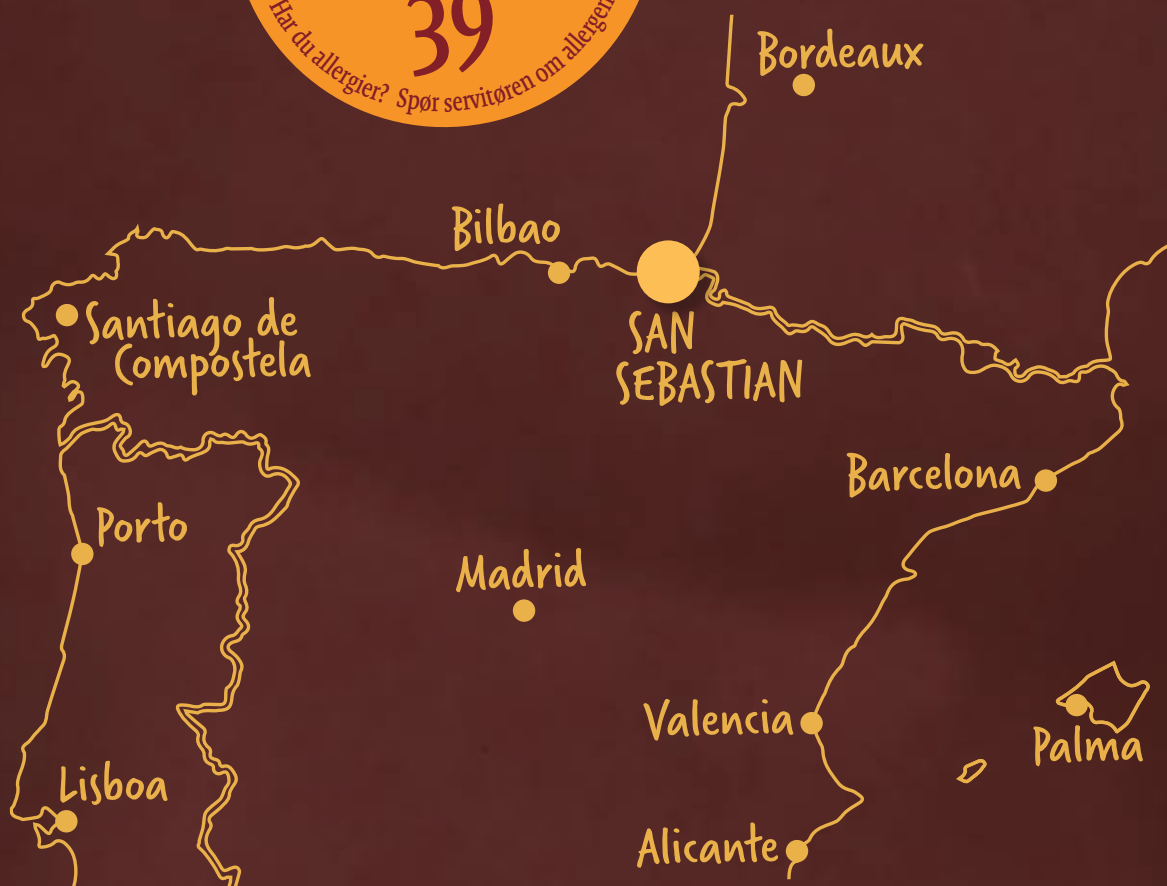 39
Har du allergier? Spør servitøren om allergen
Bordeaux
Bilbao
Santiago de
Compostela
SAN
SEBASTIAN
Barcelona
Porto
Madrid
Valencia
Palma
Lisboa
Alicante